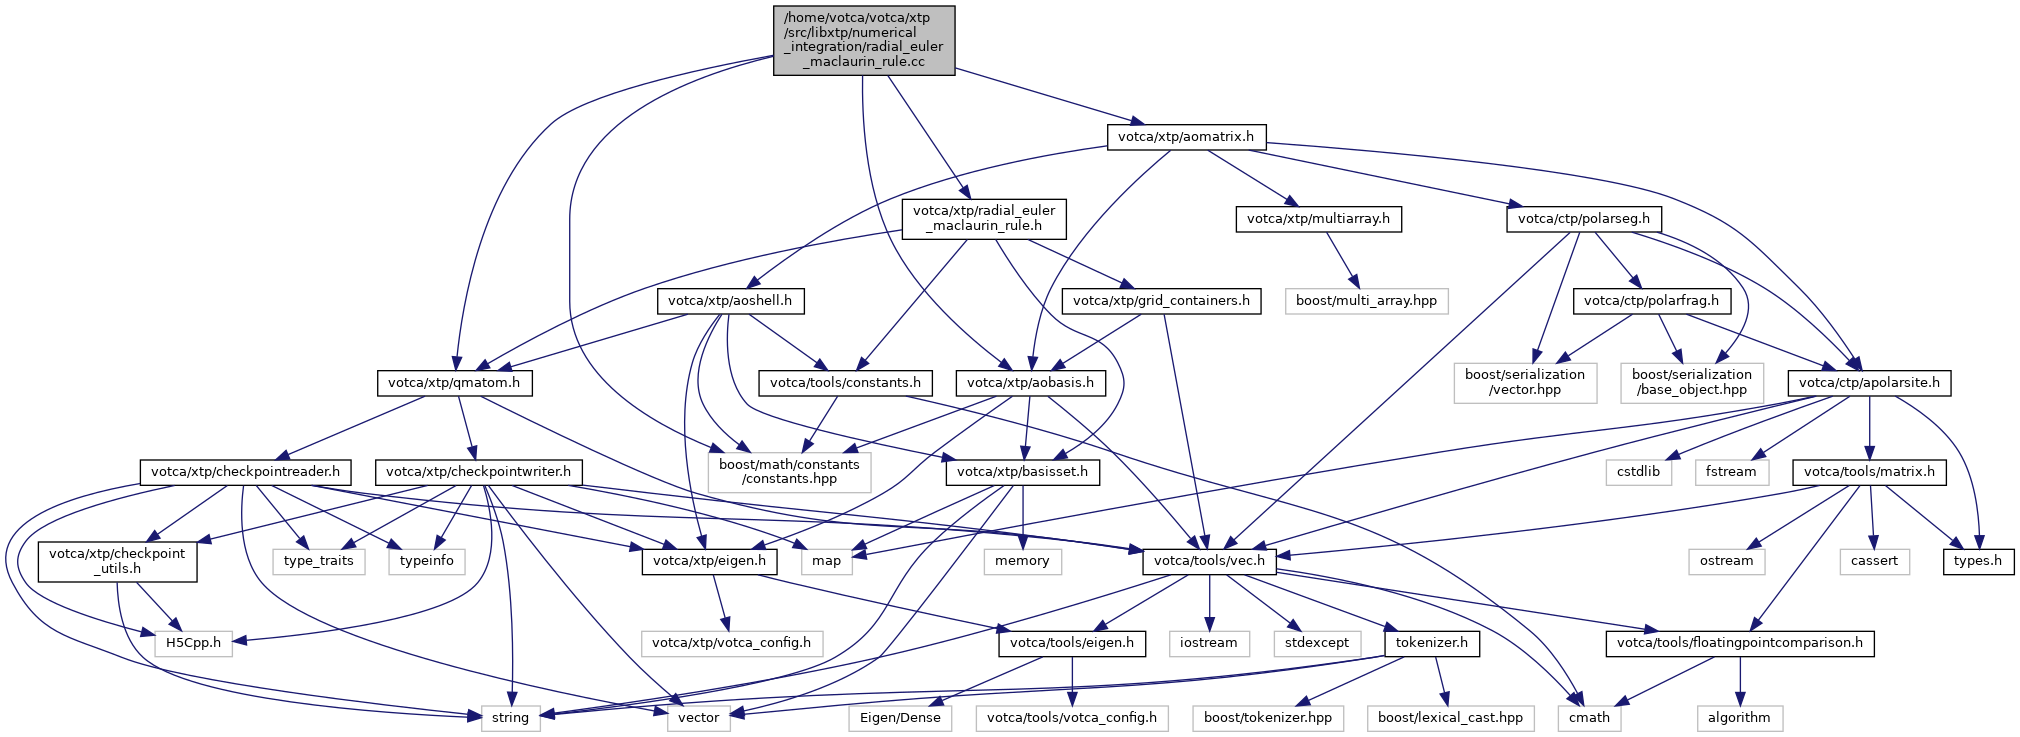 /home/votca/votca/xtp
/src/libxtp/numerical
_integration/radial_euler
_maclaurin_rule.cc
votca/xtp/aomatrix.h
votca/xtp/radial_euler
_maclaurin_rule.h
votca/xtp/multiarray.h
votca/ctp/polarseg.h
votca/xtp/aoshell.h
votca/xtp/grid_containers.h
boost/multi_array.hpp
votca/ctp/polarfrag.h
votca/xtp/qmatom.h
votca/tools/constants.h
votca/xtp/aobasis.h
boost/serialization
/vector.hpp
boost/serialization
/base_object.hpp
votca/ctp/apolarsite.h
votca/xtp/checkpointreader.h
votca/xtp/checkpointwriter.h
boost/math/constants
/constants.hpp
votca/xtp/basisset.h
cstdlib
fstream
votca/tools/matrix.h
votca/xtp/checkpoint
_utils.h
type_traits
typeinfo
votca/xtp/eigen.h
map
memory
votca/tools/vec.h
ostream
cassert
types.h
H5Cpp.h
votca/xtp/votca_config.h
votca/tools/eigen.h
iostream
stdexcept
tokenizer.h
votca/tools/floatingpointcomparison.h
string
vector
Eigen/Dense
votca/tools/votca_config.h
boost/tokenizer.hpp
boost/lexical_cast.hpp
cmath
algorithm